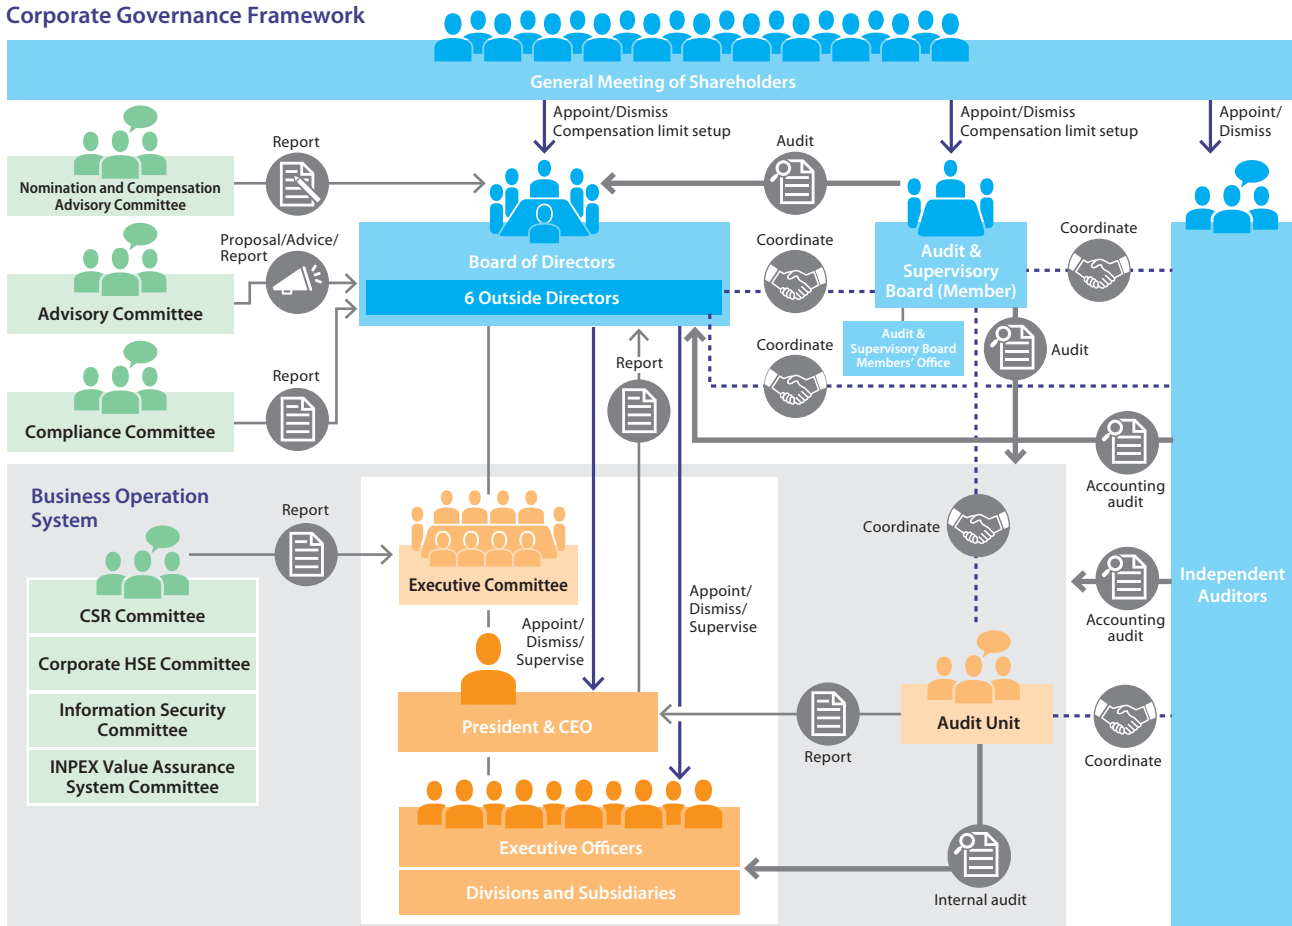 Corporate Governance Framework
General Meeting of Shareholders
Appoint/Dismiss
Compensation limit setup
Appoint/Dismiss
Compensation limit setup
Appoint/
Dismiss
Report
Audit
Nomination and Compensation
Advisory Committee
Proposal/Advice/
Report
Coordinate
Coordinate
Board of Directors
6 Outside Directors
Audit &
Supervisory
Board (Member)
Advisory Committee
Audit &
Supervisory Board
Members' Office
Coordinate
Audit
Report
Report
Compliance Committee
Accounting
audit
Business Operation
System
Report
Coordinate
Executive Committee
Independent
Auditors
Appoint/
Dismiss/
Supervise
Appoint/
Dismiss/
Supervise
Accounting
audit
CSR Committee
Corporate HSE Committee
Information Security
Committee
INPEX Value Assurance
System Committee
President & CEO
Audit Unit
Report
Coordinate
Executive Officers
Divisions and Subsidiaries
Internal audit